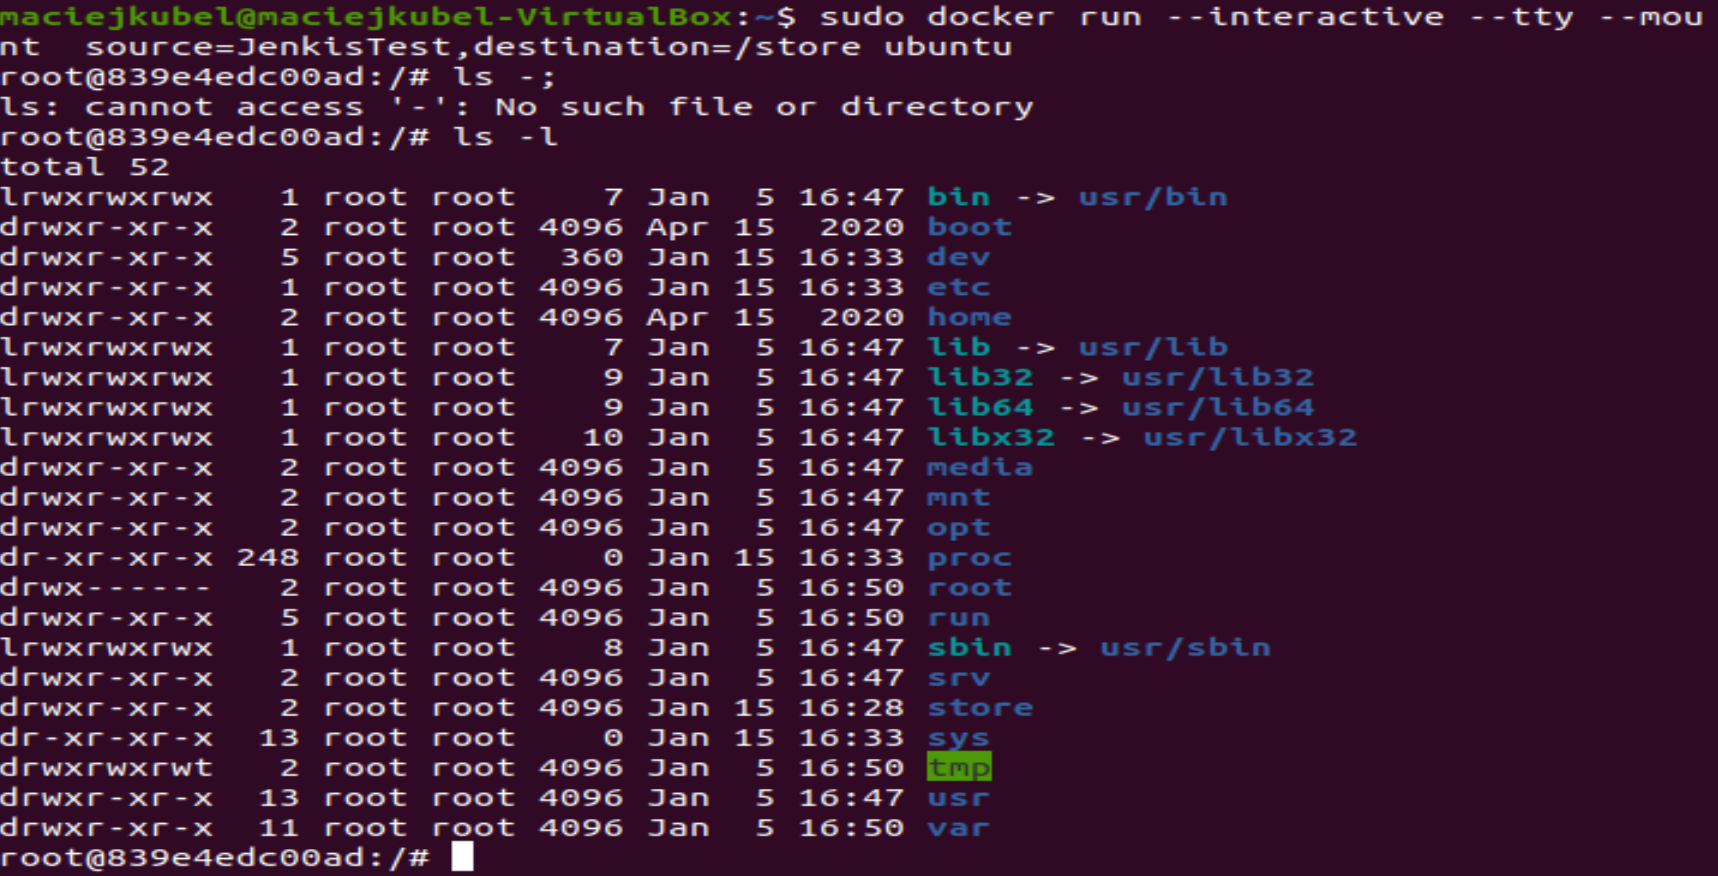 maciejkubel@maciejkubel-VirtualBox:~$ sudo docker run --interactive --tty --mou
nt  source=JenkisTest,destination=/store ubuntu
root@839e4edc00ad:/# ls -;
ls: cannot access '-': No such file or directory
root@839e4edc00ad:/# ls -l
total 52
lrwxrwxrwx   1 root root    7 Jan  5 16:47 bin -> usr/bin
drwxr-xr-x   2 root root 4096 Apr 15  2020 boot
drwxr-xr-x   5 root root  360 Jan 15 16:33 dev
drwxr-xr-x   1 root root 4096 Jan 15 16:33 etc
drwxr-xr-x   2 root root 4096 Apr 15  2020 home
lrwxrwxrwx   1 root root    7 Jan  5 16:47 lib -> usr/lib
lrwxrwxrwx   1 root root    9 Jan  5 16:47 lib32 -> usr/lib32
lrwxrwxrwx   1 root root    9 Jan  5 16:47 lib64 -> usr/lib64
lrwxrwxrwx   1 root root   10 Jan  5 16:47 libx32 -> usr/libx32
drwxr-xr-x   2 root root 4096 Jan  5 16:47 media
drwxr-xr-x   2 root root 4096 Jan  5 16:47 mnt
drwxr-xr-x   2 root root 4096 Jan  5 16:47 opt
dr-xr-xr-x 248 root root    0 Jan 15 16:33 proc
drwx------   2 root root 4096 Jan  5 16:50 root
drwxr-xr-x   5 root root 4096 Jan  5 16:50 run
lrwxrwxrwx   1 root root    8 Jan  5 16:47 sbin -> usr/sbin
drwxr-xr-x   2 root root 4096 Jan  5 16:47 srv
drwxr-xr-x   2 root root 4096 Jan 15 16:28 store
dr-xr-xr-x  13 root root    0 Jan 15 16:33 sys
drwxrwxrwt   2 root root 4096 Jan  5 16:50 tmp
drwxr-xr-x  13 root root 4096 Jan  5 16:47 usr
drwxr-xr-x  11 root root 4096 Jan  5 16:50 var
root@839e4edc00ad:/#